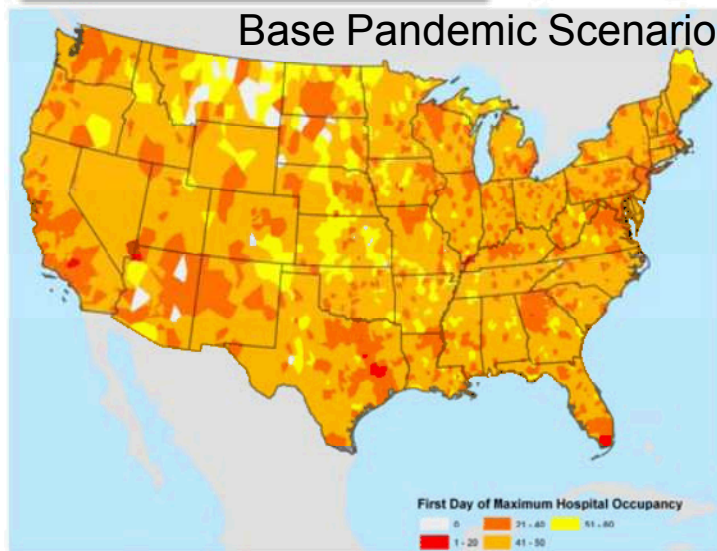 Base Pandemic Scenario
First Day of Maximum Hospital Occupancy
0 21 - 40 51 - 60
1 - 20 41 - 50